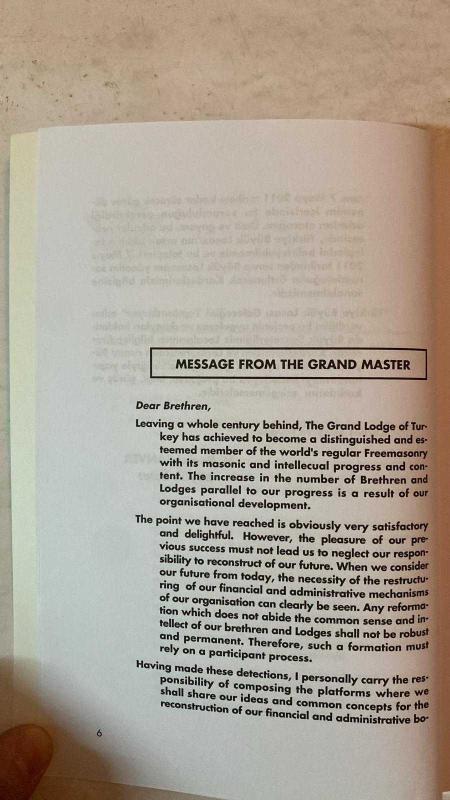 MESSAGE FROM THE GRAND MASTER
Dear Brethren,
Leaving a whole century behind, The Grand Lodge of Tur-
key has achieved to become a distinguished and es-
teemed member of the world's regular Freemasonry
with its masonic and intellecual progress and con-
tent. The increase in the number of Brethren and
Lodges parallel to our progress is a result of our
organisational development.
The point we have reached is obviously very satisfactory
and delightful. However, the pleasure of our pre-
vious success must not lead us to neglect our respon-
sibility to reconstruct of our future. When we consider
our future from today, the necessity of the restructu-
ring of our financial and administrative mechanisms
of our organisation can clearly be seen. Any reforma-
tion which does not abide the common sense and in-
tellect of our brethren and Lodges shall not be robust
and permanent. Therefore, such a formation must
rely on a participant process.
Having made these detections, I personally carry the res-
ponsibility of composing the platforms where we
shall share our ideas and common concepts for the
reconstruction of our financial and administrative bo-
6